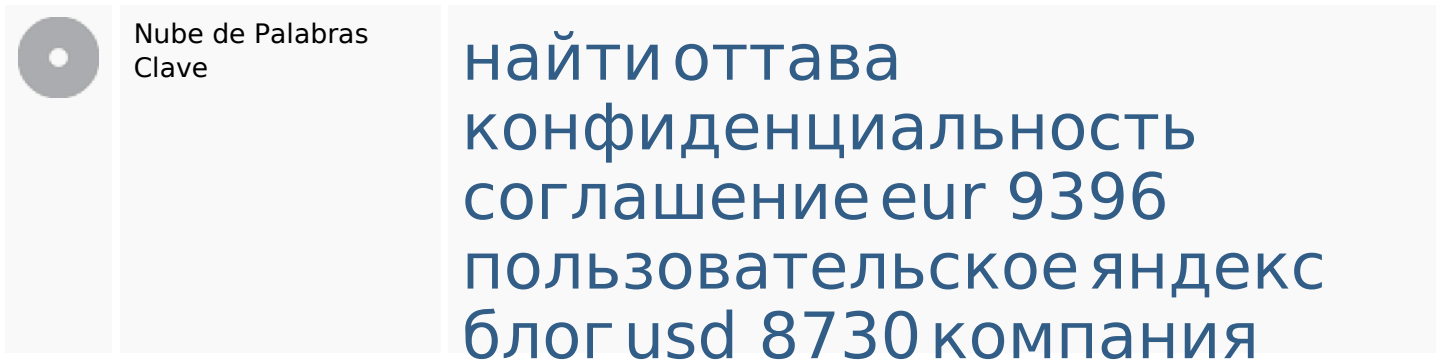 Nube de Palabras
Clave
найти оттава
конфиденциальность
соглашение eur 9396
пользовательское яндекс
блог usd 8730 компания